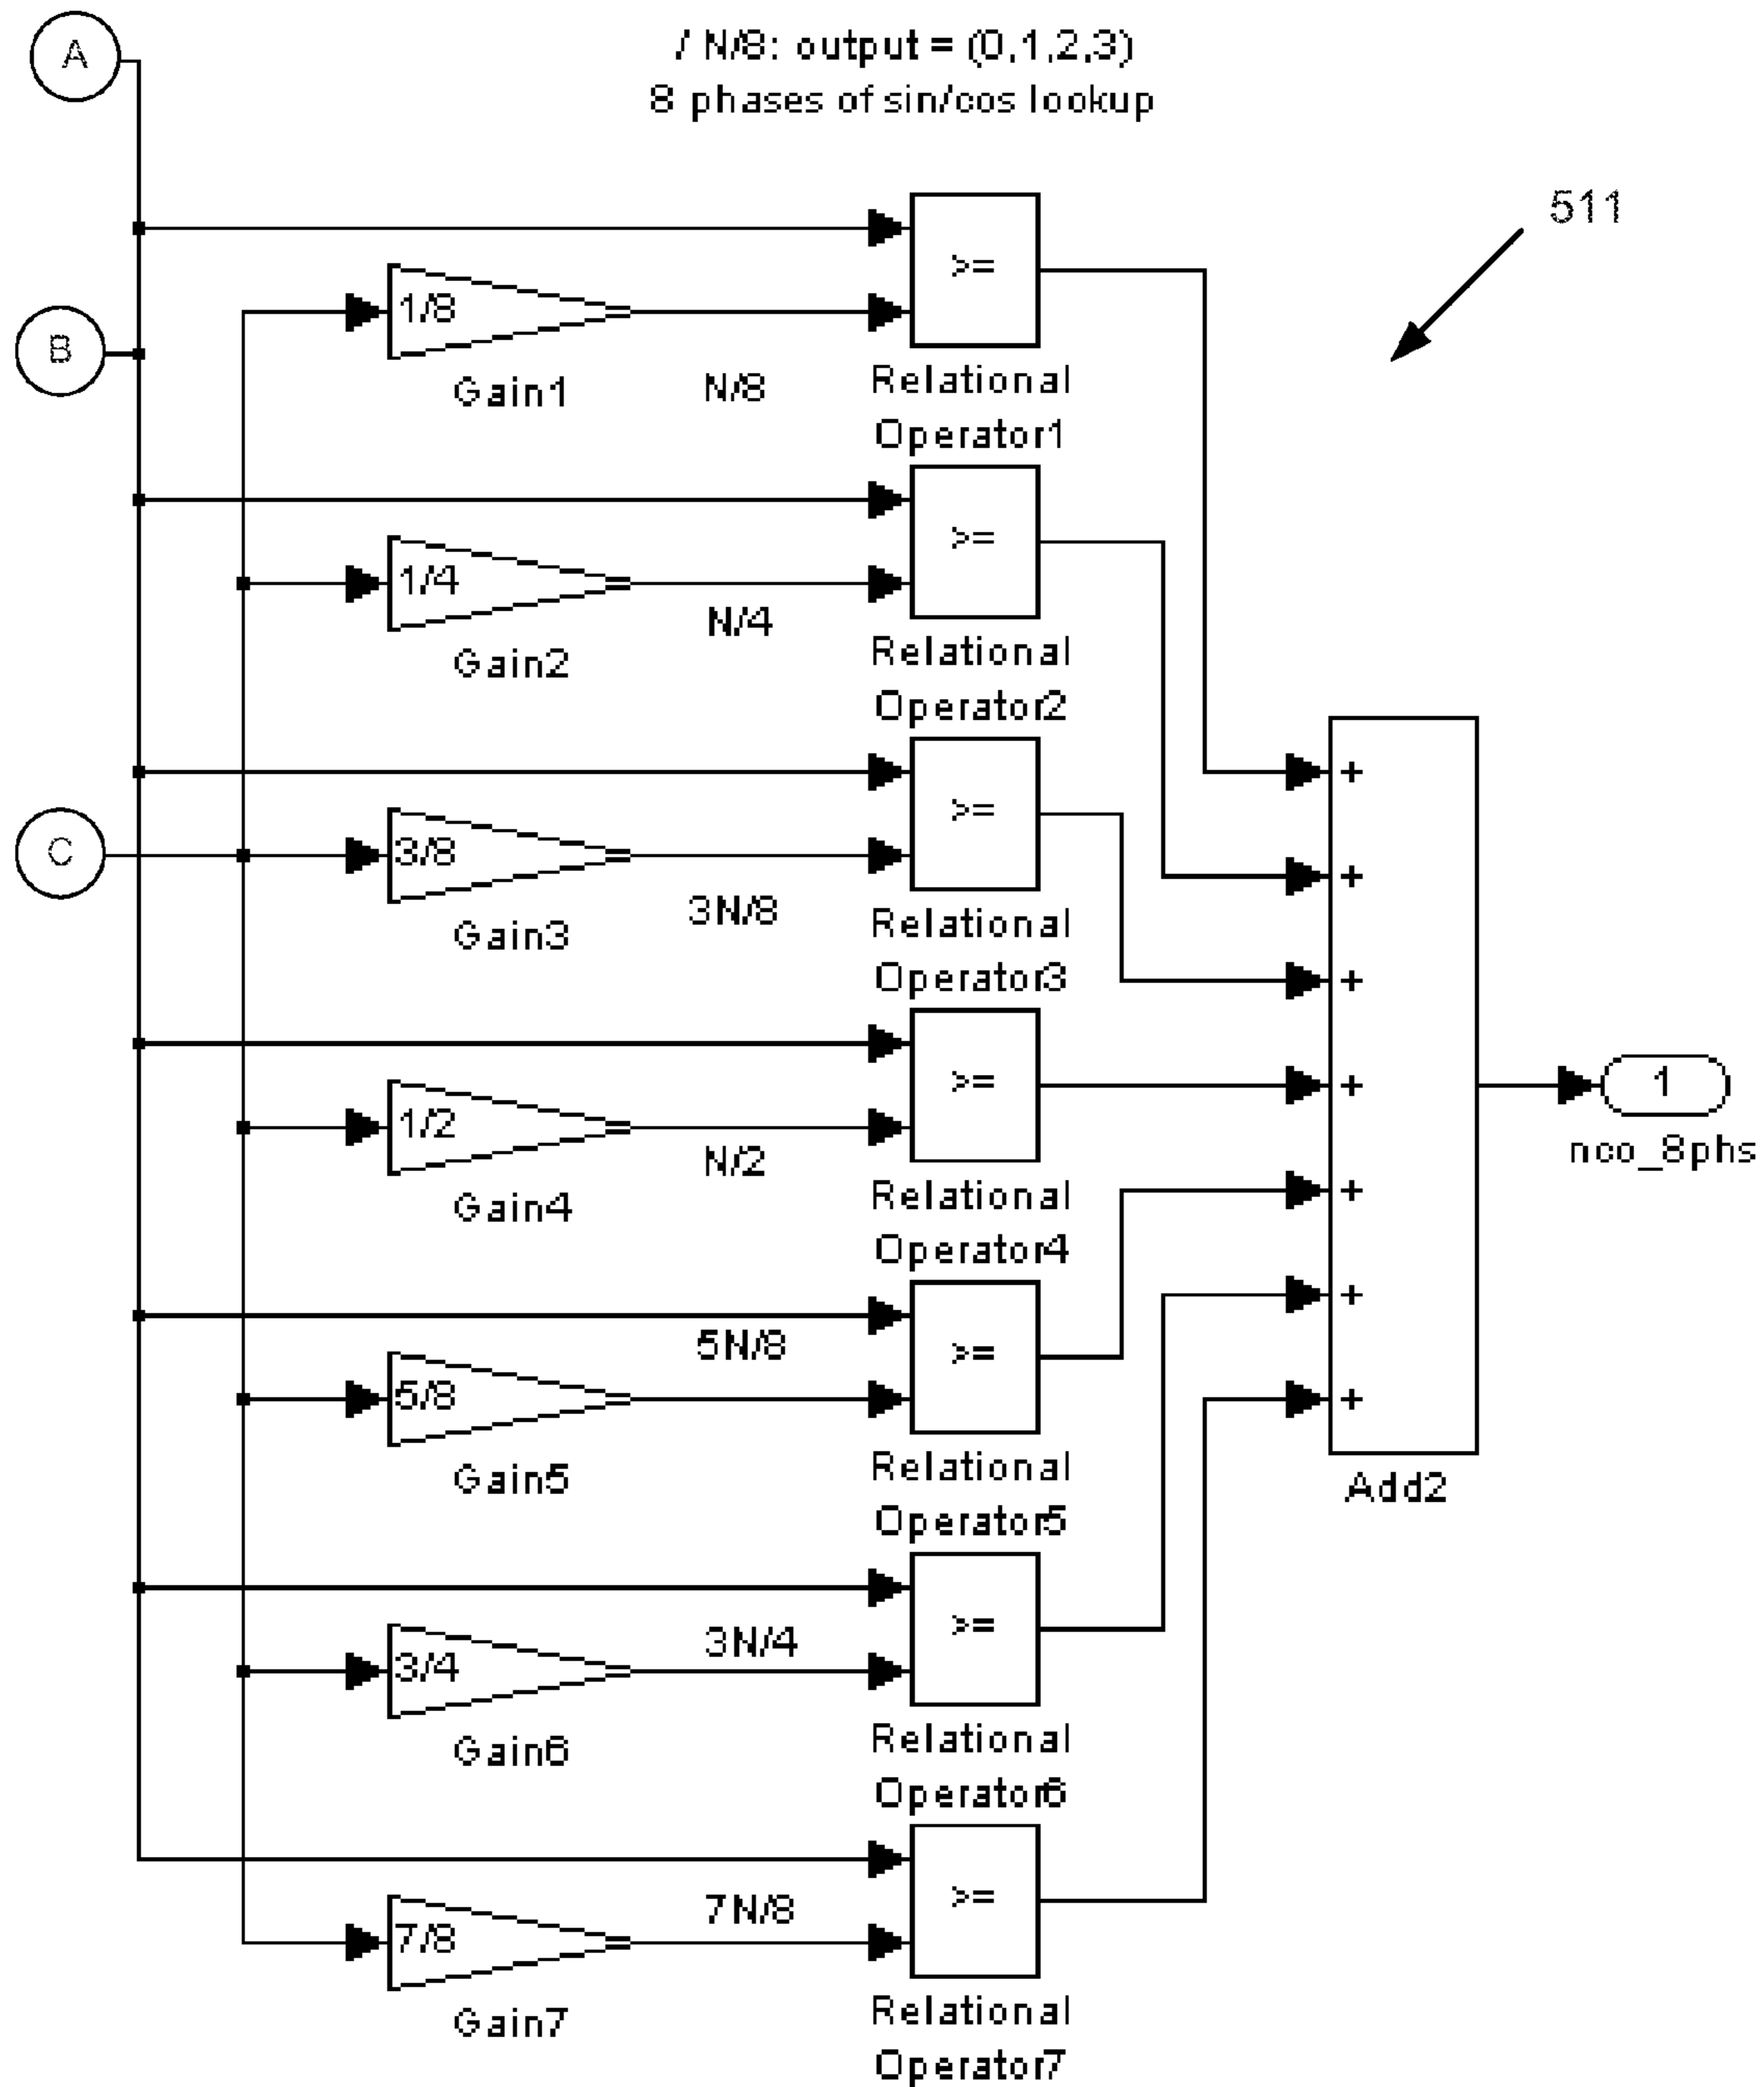 A
/ N/8: output = (0,1,2,3)
8 phases of sin/cos lookup
511
>=
1/8
B
Gain1
N/8
Relational
Operator1
>=
1/4
N/4
Gain2
Relational
Operator2
+
>=
3/8
C
+
Gain3
3N/8
Relational
Operator3
+
>=
+
1
1/2
nco_8phs
N/2
Gain4
Relational
Operator4
+
+
5N/8
>=
5/8
+
Gain5
Relational
Operator5
Add2
>=
3N/4
3/4
Gain6
Relational
Operator6
>=
7N/8
7/8
Gain7
Relational
Operator7